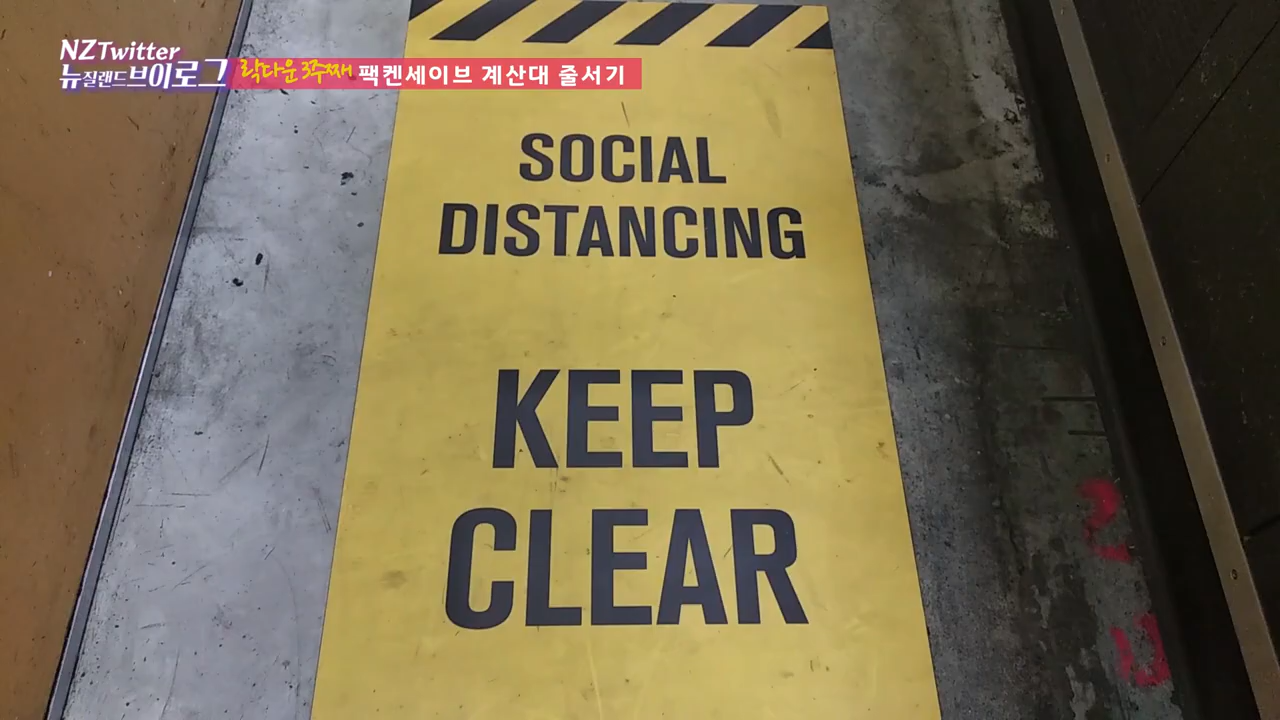 NZTwitter
뉴질랜드브이로그 락다운 3주째 팩켄세이브 계산대 줄서기
SOCIAL
DISTANCING
KEEP
CLEAR